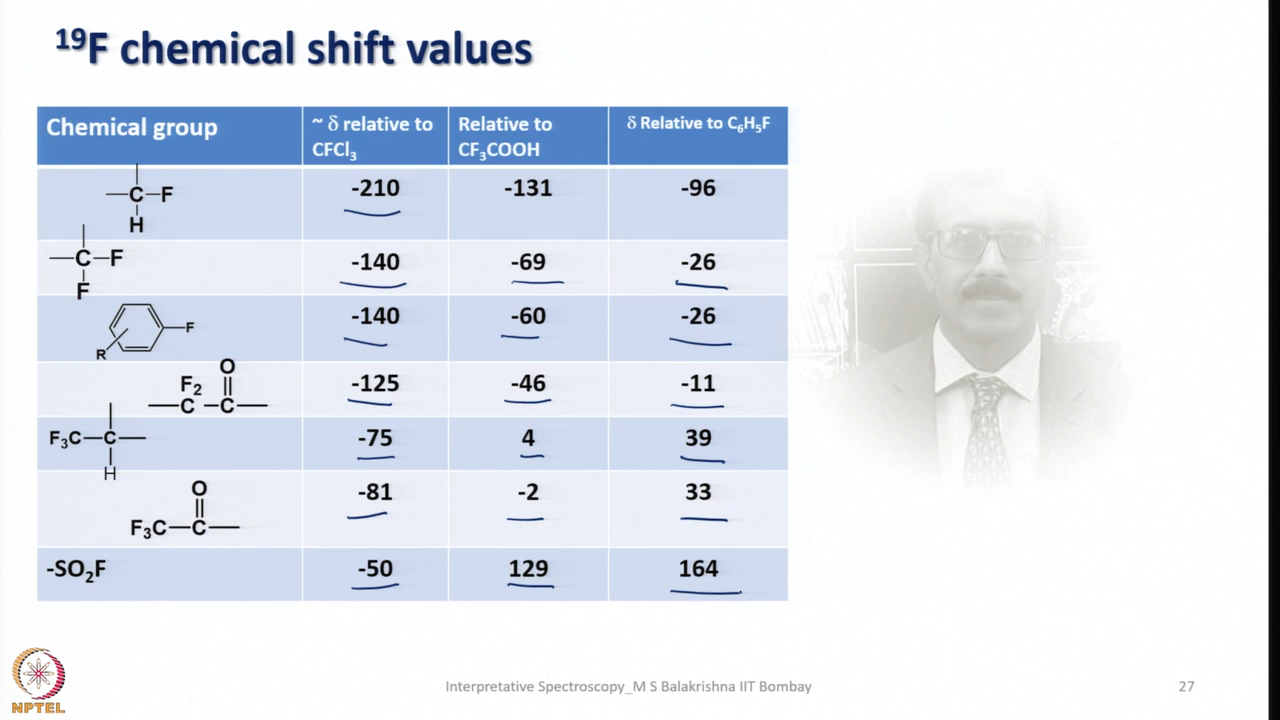 ¹⁹F chemical shift values
Chemical group
~ δ relative to
CFCl₃
Relative to
CF₃COOH
δ Relative to C₆H₅F
—C—F
H
-210
-131
-96
—C—F
F
-140
-69
-26
F
R
-140
-60
-26
F₂ O
—C—C—
-125
-46
-11
F₃C—C—
H
-75
4
39
O
F₃C—C—
-81
-2
33
-SO₂F
-50
129
164
NPTEL
Interpretative Spectroscopy_M S Balakrishna IIT Bombay
27